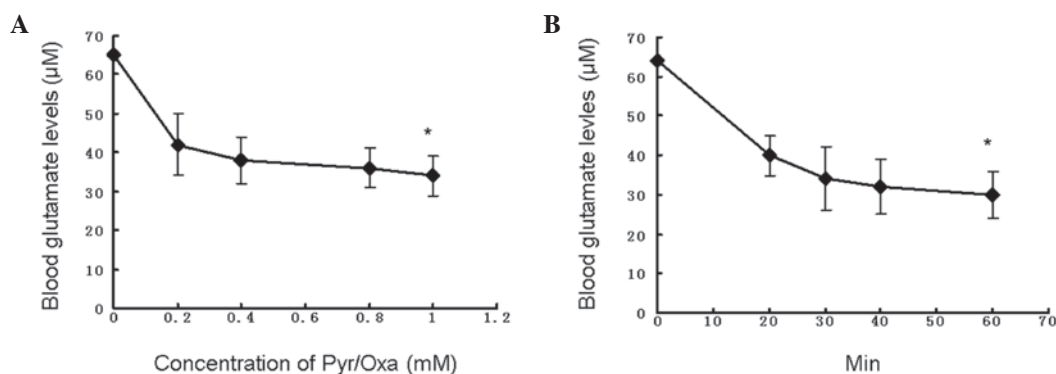 A
Blood glutamate levels (µM)
70
60
50
40
30
20
10
0
0 0.2 0.4 0.6 0.8 1 1.2
*
Concentration of Pyr/Oxa (mM)
B
Blood glutamate levles (µM)
70
60
50
40
30
20
10
0
0 10 20 30 40 50 60 70
*
Min